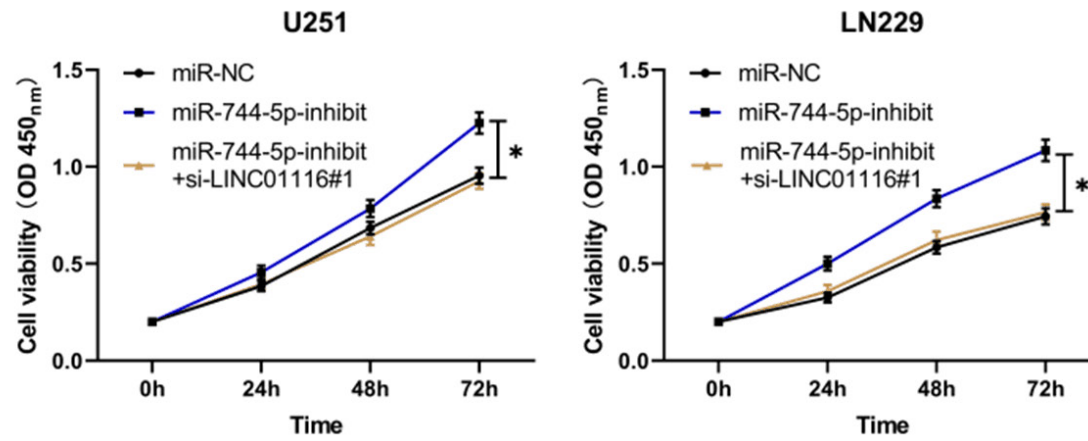 U251
Cell viability (OD 450nm)
1.5
1.0
0.5
0.0
miR-NC
miR-744-5p-inhibit
miR-744-5p-inhibit
+si-LINC01116#1
*
0h 24h 48h 72h
Time
LN229
Cell viability (OD 450nm)
1.5
1.0
0.5
0.0
miR-NC
miR-744-5p-inhibit
miR-744-5p-inhibit
+si-LINC01116#1
*
0h 24h 48h 72h
Time